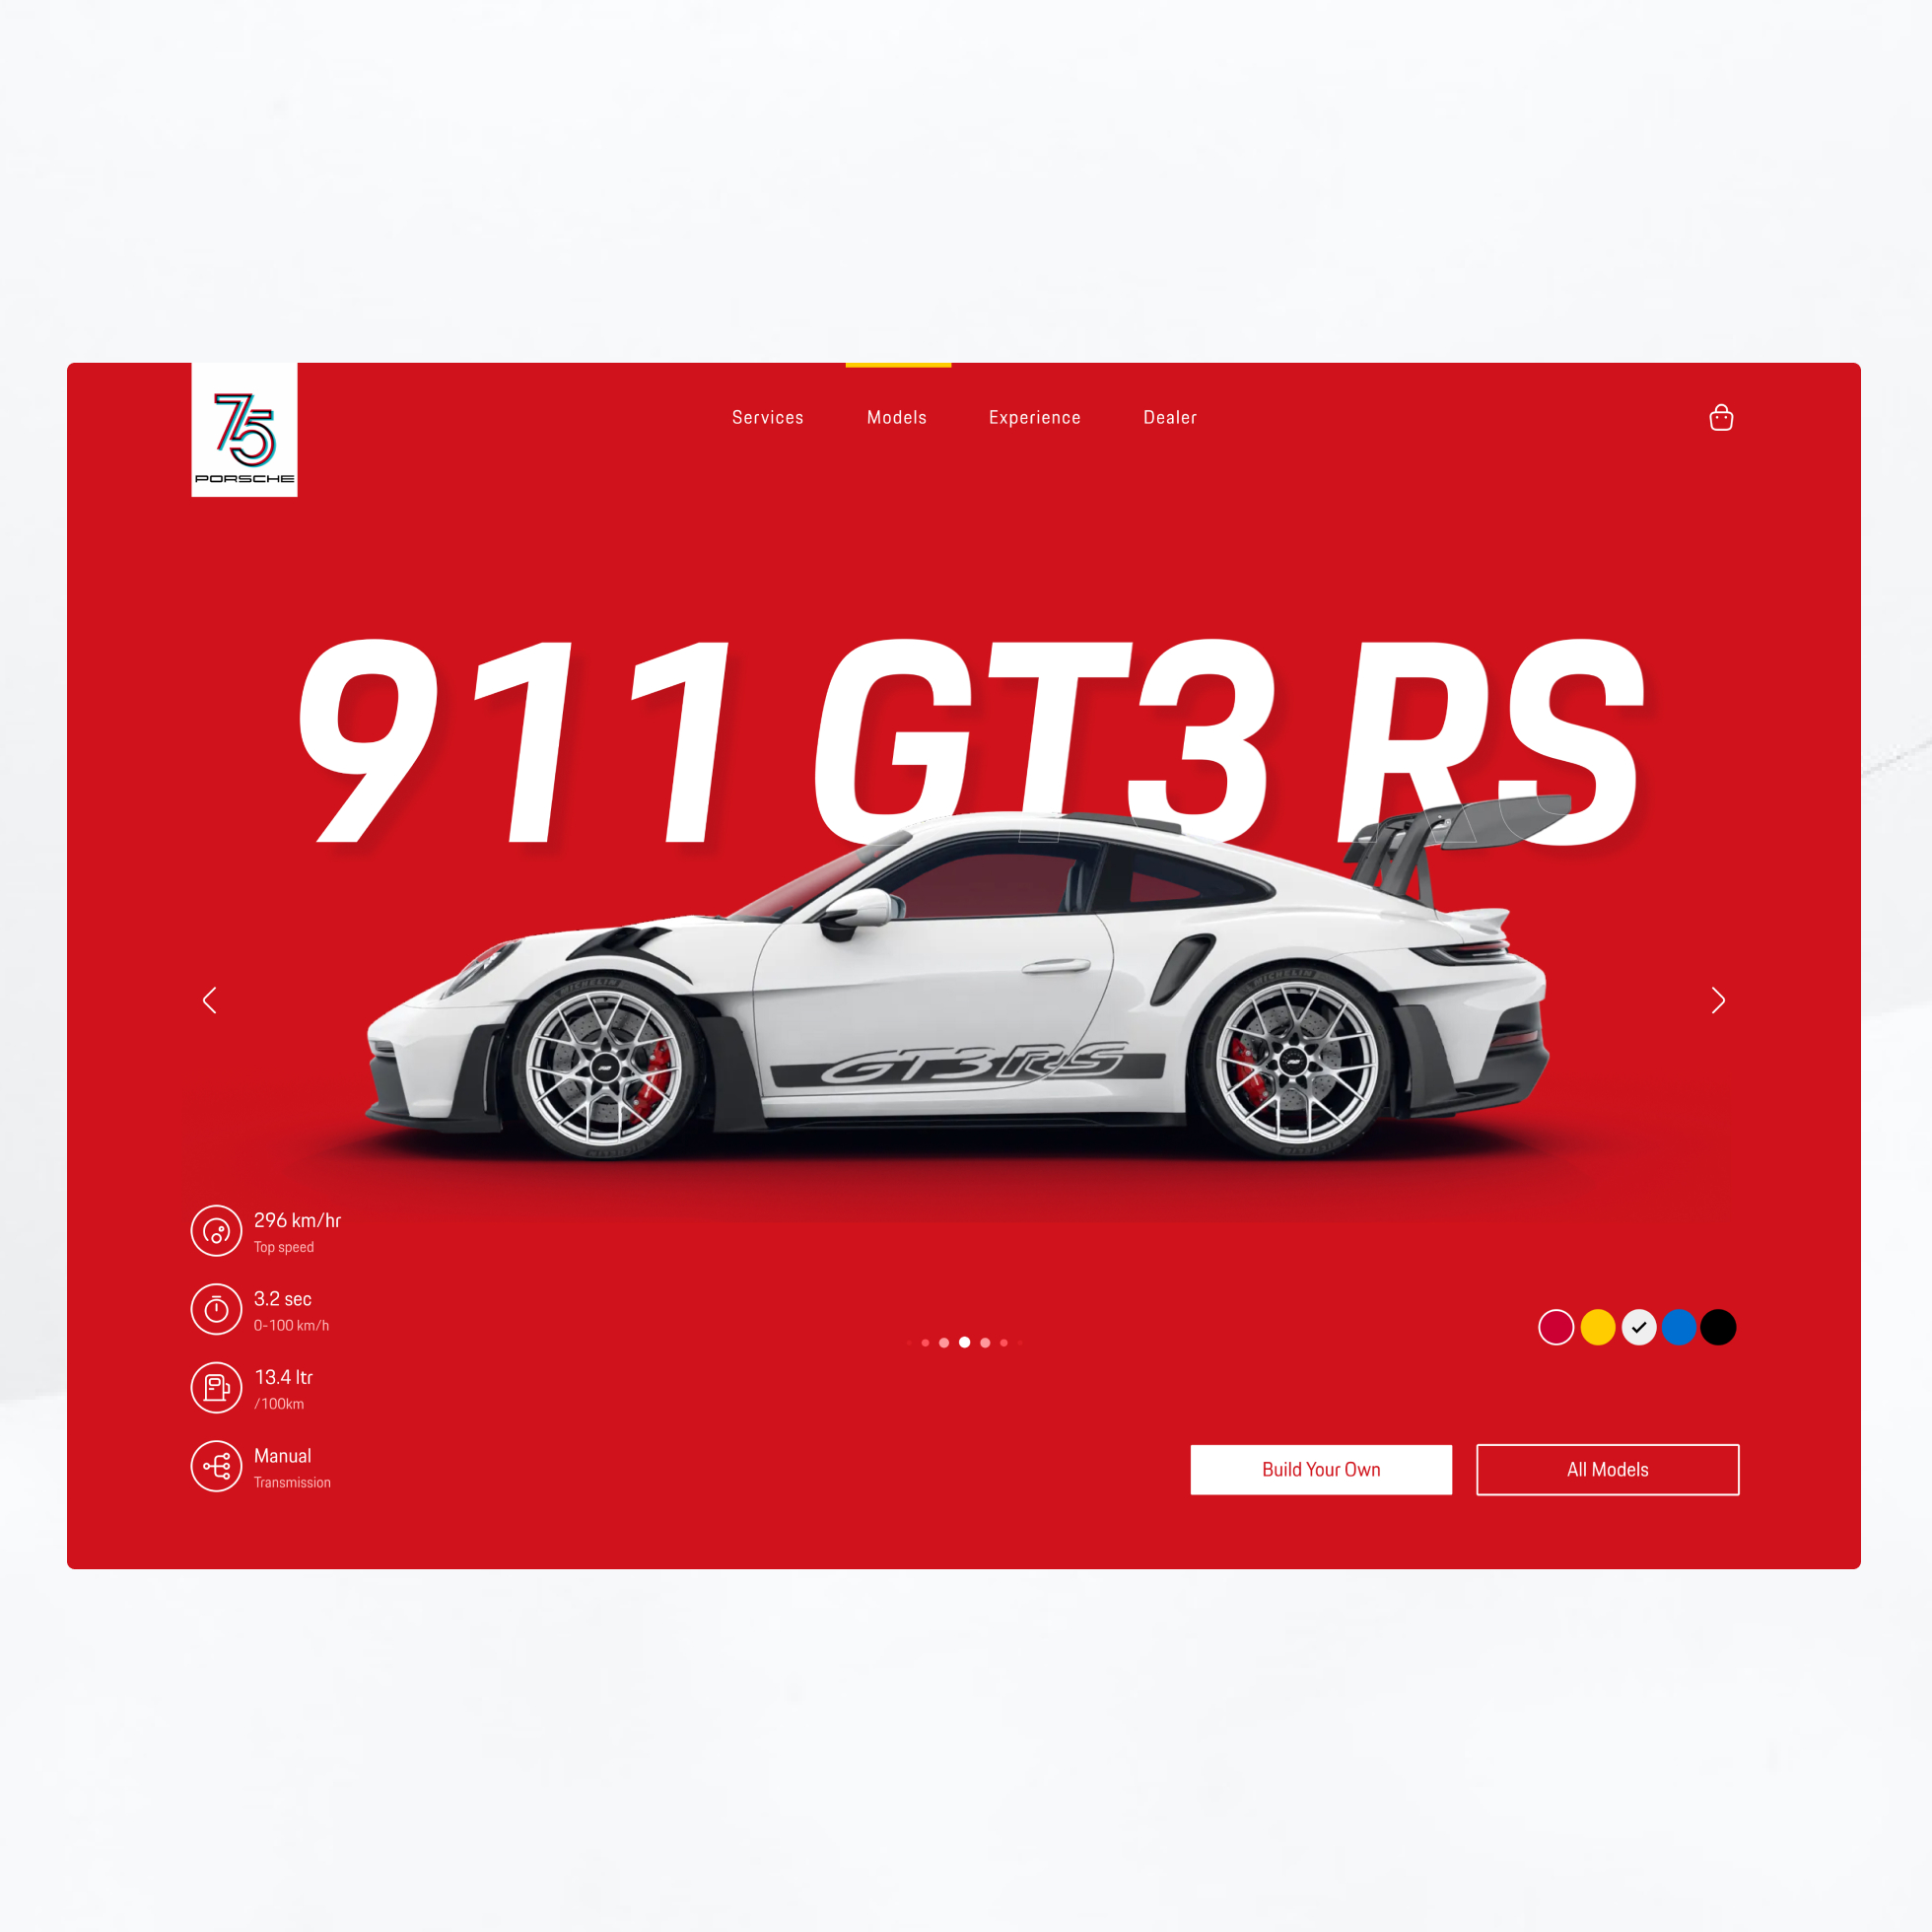 75
PORSCHE
Services Models Experience Dealer
911 GT3 RS
GT3RS
296 km/hr
Top speed
3.2 sec
0-100 km/h
13.4 ltr
/100km
Manual
Transmission
Build Your Own
All Models